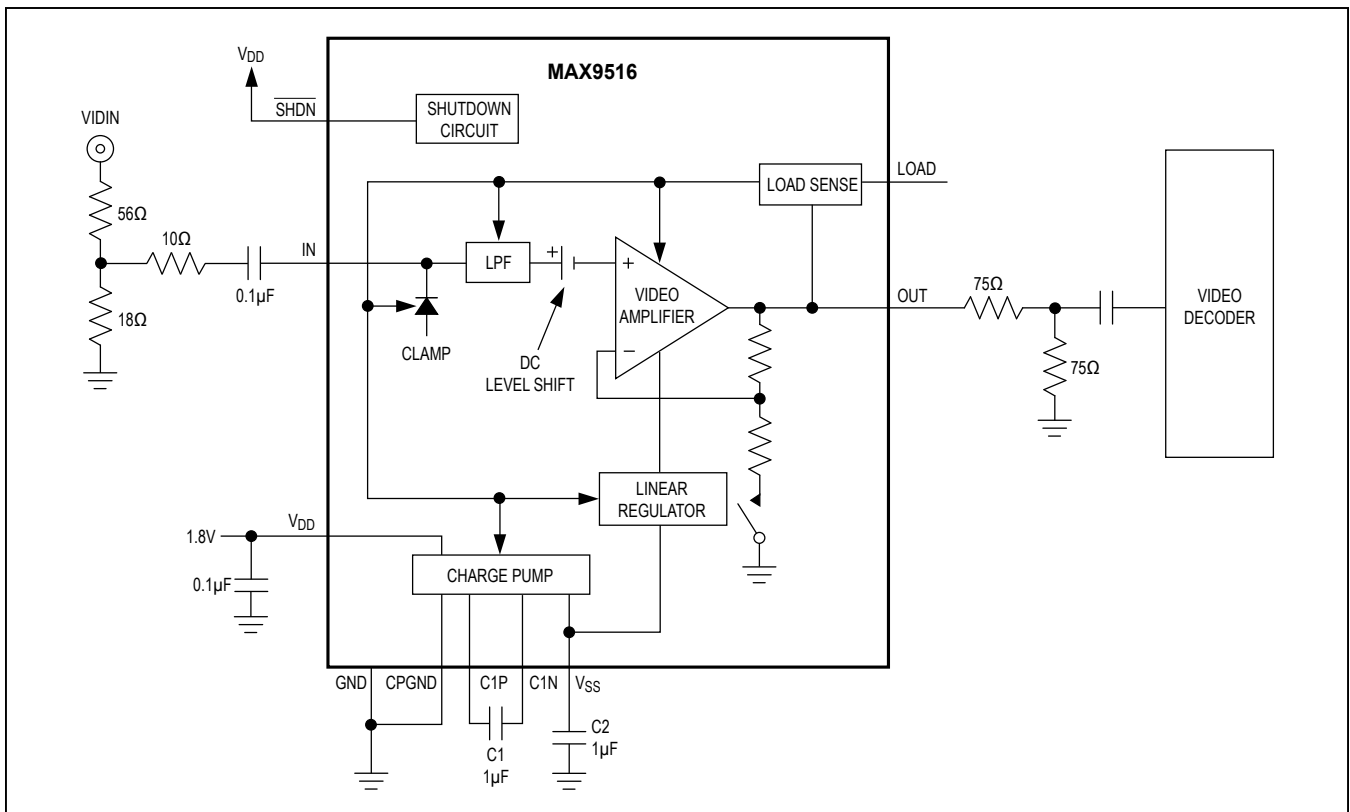 MAX9516
VDD
SHDN
SHUTDOWN
CIRCUIT
VIDIN
56Ω
10Ω
0.1µF
18Ω
IN
LPF
+
CLAMP
DC
LEVEL SHIFT
+
VIDEO
AMPLIFIER
−
LOAD SENSE
LOAD
OUT
75Ω
75Ω
VIDEO
DECODER
LINEAR
REGULATOR
1.8V
VDD
0.1µF
CHARGE PUMP
GND
CPGND
C1P
C1N
VSS
C1
1µF
C2
1µF